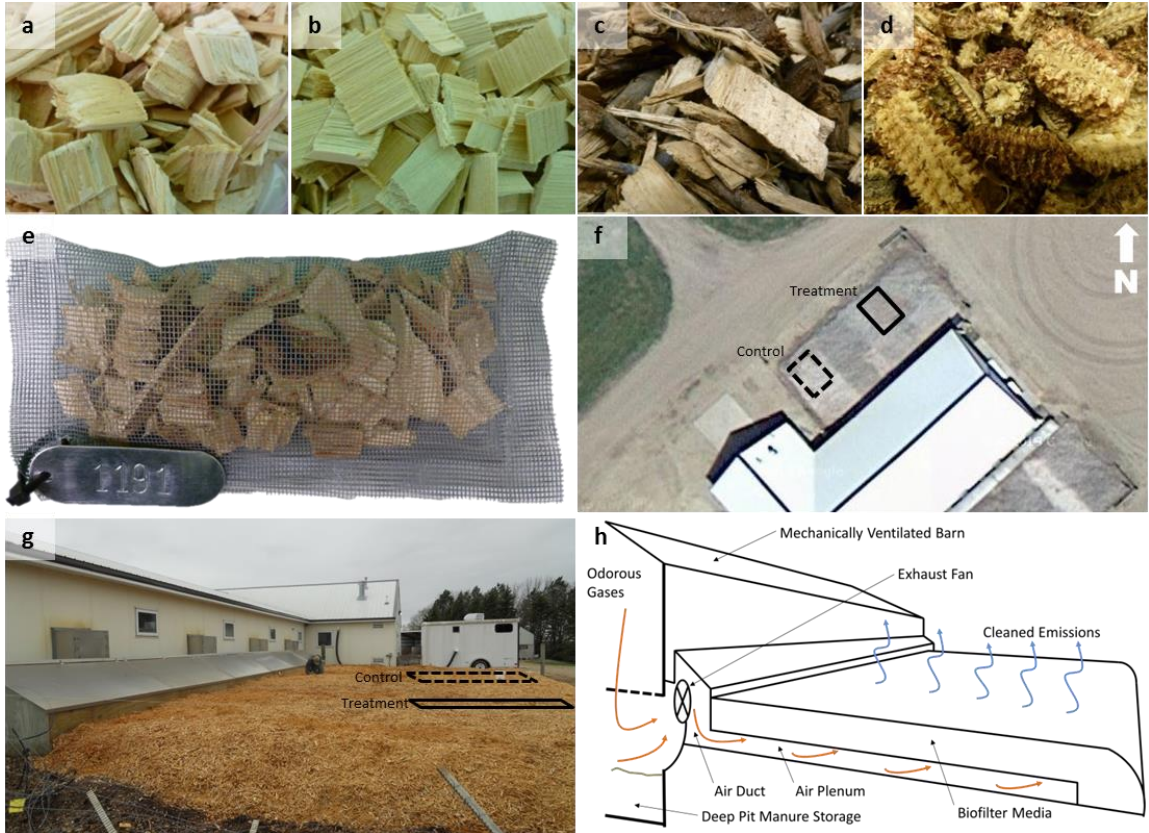 a
b
c
d
e
1191
f
N
Treatment
Control
g
Control
Treatment
h
Mechanically Ventilated Barn
Odorous
Gases
Exhaust Fan
Cleaned Emissions
Air Duct
Air Plenum
Biofilter Media
Deep Pit Manure Storage